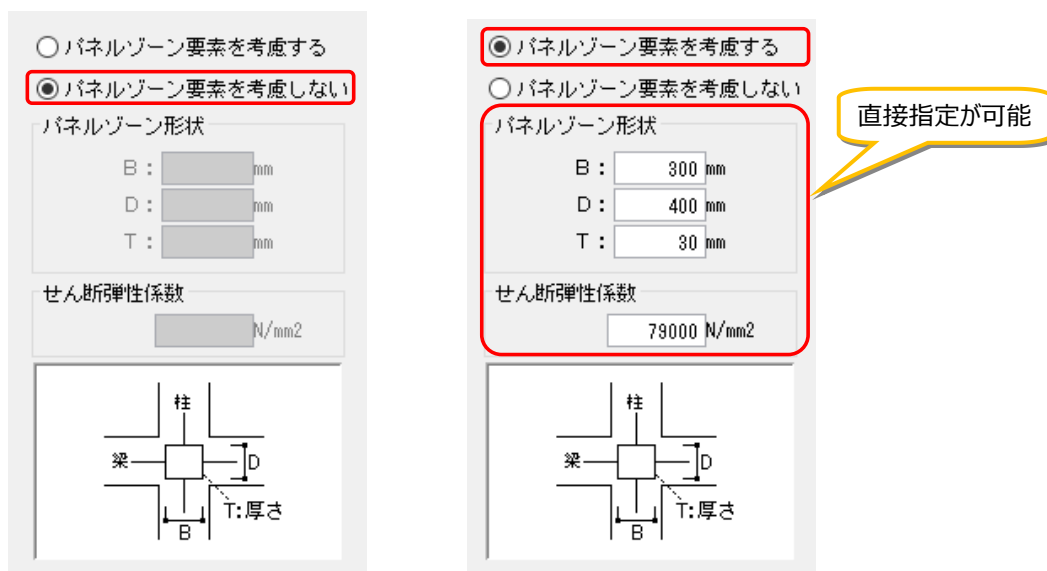 パネルゾーン要素を考慮する
パネルゾーン要素を考慮しない
パネルゾーン形状
B : mm
D : mm
T : mm
せん断弾性係数
N/mm2
柱
梁
D
T:厚さ
B
パネルゾーン要素を考慮する
パネルゾーン要素を考慮しない
パネルゾーン形状
B : 300 mm
D : 400 mm
T : 30 mm
せん断弾性係数
79000 N/mm2
柱
梁
D
T:厚さ
B
直接指定が可能